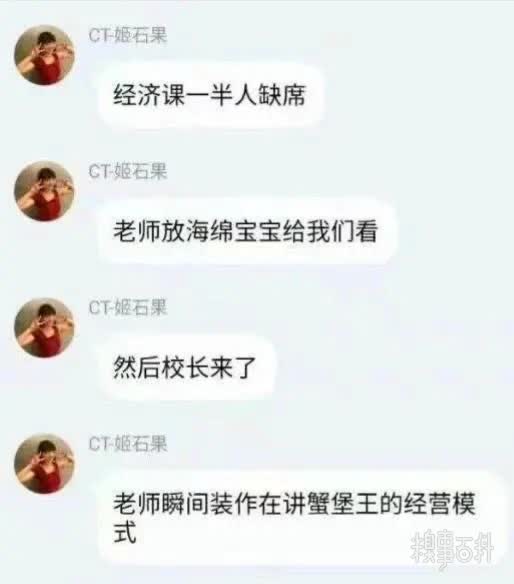 CT-姬石果
经济课一半人缺席
CT-姬石果
老师放海绵宝宝给我们看
CT-姬石果
然后校长来了
CT-姬石果
老师瞬间装作在讲蟹堡王的经营模
式
糗事百科